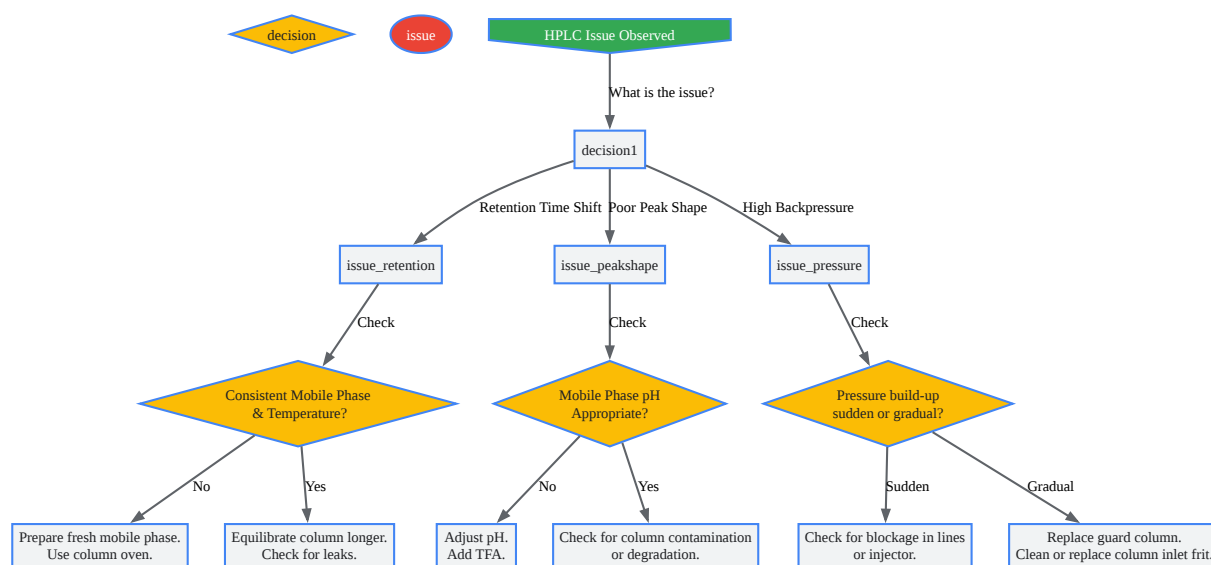 decision
issue
HPLC Issue Observed
What is the issue?
decision1
Retention Time Shift
Poor Peak Shape
High Backpressure
issue_retention
issue_peakshape
issue_pressure
Check
Check
Check
Consistent Mobile Phase
& Temperature?
Mobile Phase pH
Appropriate?
Pressure build-up
sudden or gradual?
No
Yes
No
Yes
Sudden
Gradual
Prepare fresh mobile phase.
Use column oven.
Equilibrate column longer.
Check for leaks.
Adjust pH.
Add TFA.
Check for column contamination
or degradation.
Check for blockage in lines
or injector.
Replace guard column.
Clean or replace column inlet frit.